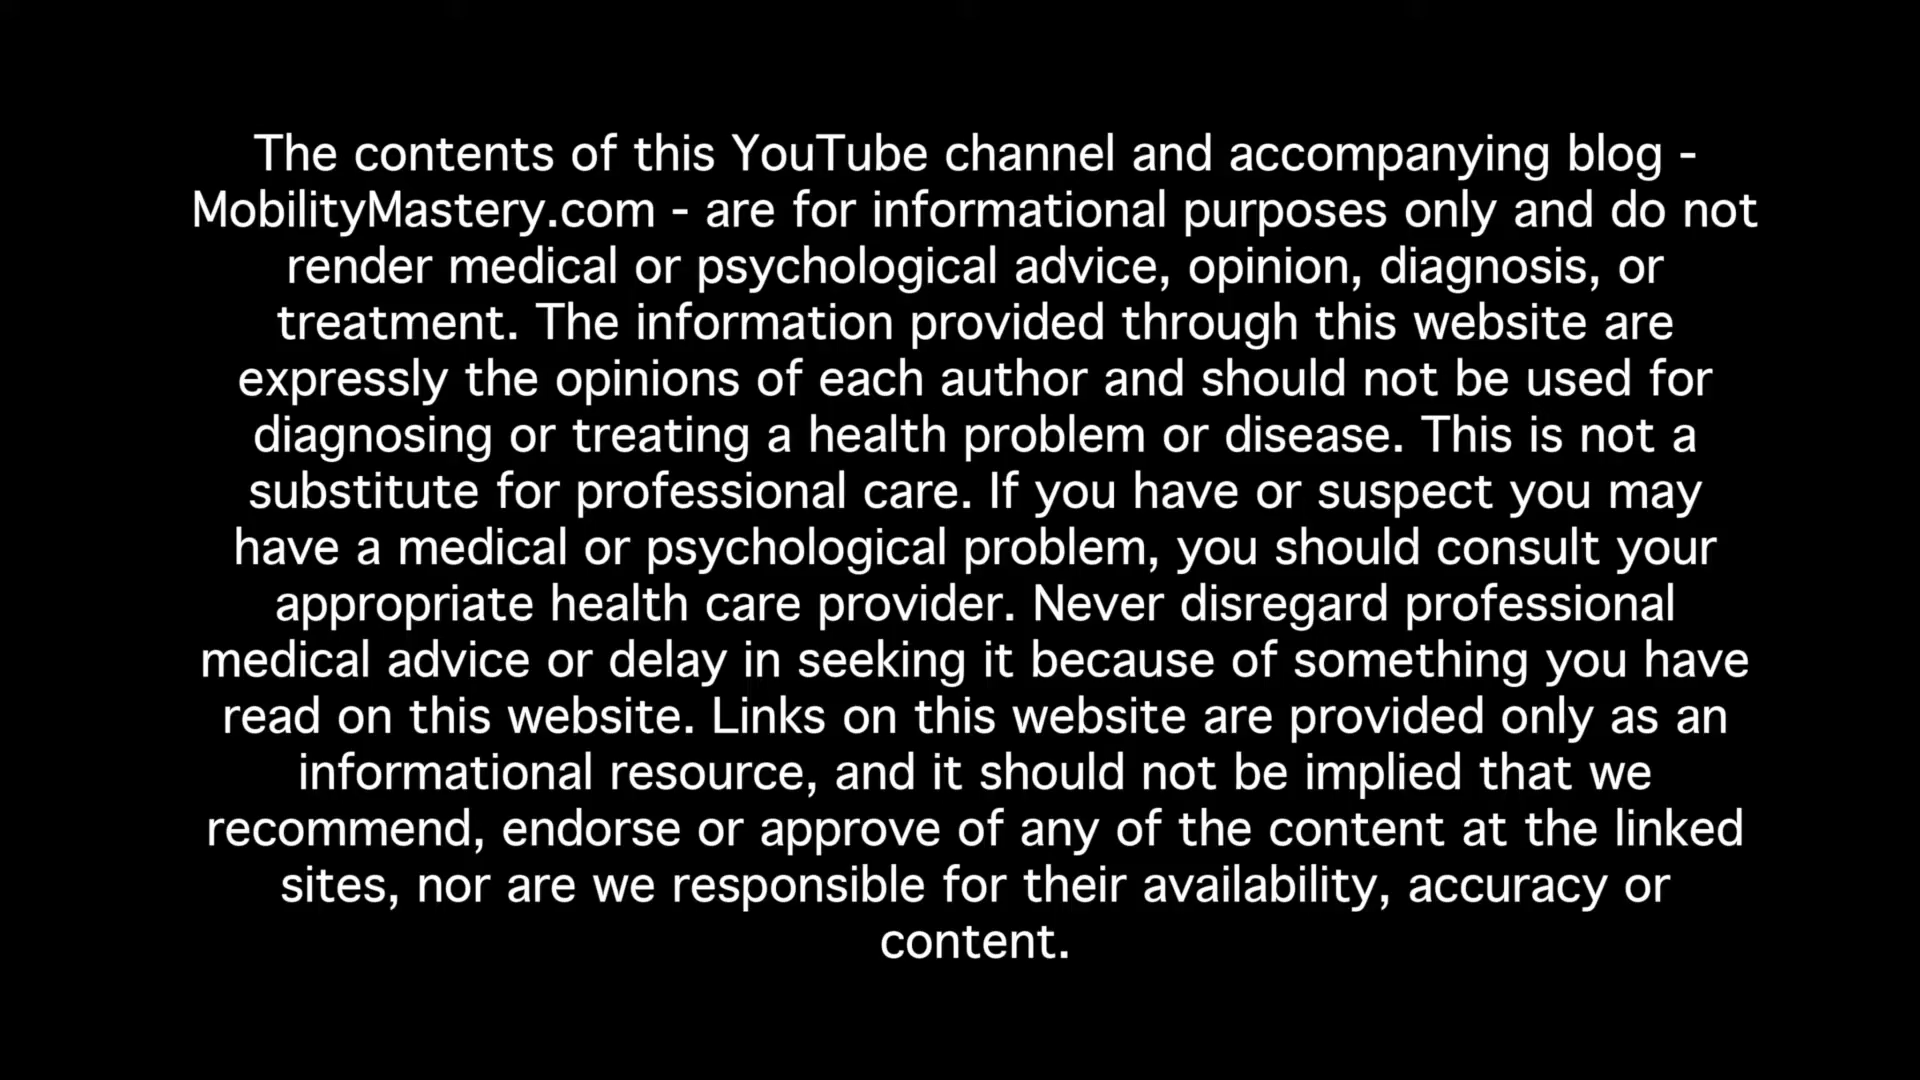 The contents of this YouTube channel and accompanying blog -
MobilityMastery.com - are for informational purposes only and do not
render medical or psychological advice, opinion, diagnosis, or
treatment. The information provided through this website are
expressly the opinions of each author and should not be used for
diagnosing or treating a health problem or disease. This is not a
substitute for professional care. If you have or suspect you may
have a medical or psychological problem, you should consult your
appropriate health care provider. Never disregard professional
medical advice or delay in seeking it because of something you have
read on this website. Links on this website are provided only as an
informational resource, and it should not be implied that we
recommend, endorse or approve of any of the content at the linked
sites, nor are we responsible for their availability, accuracy or
content.